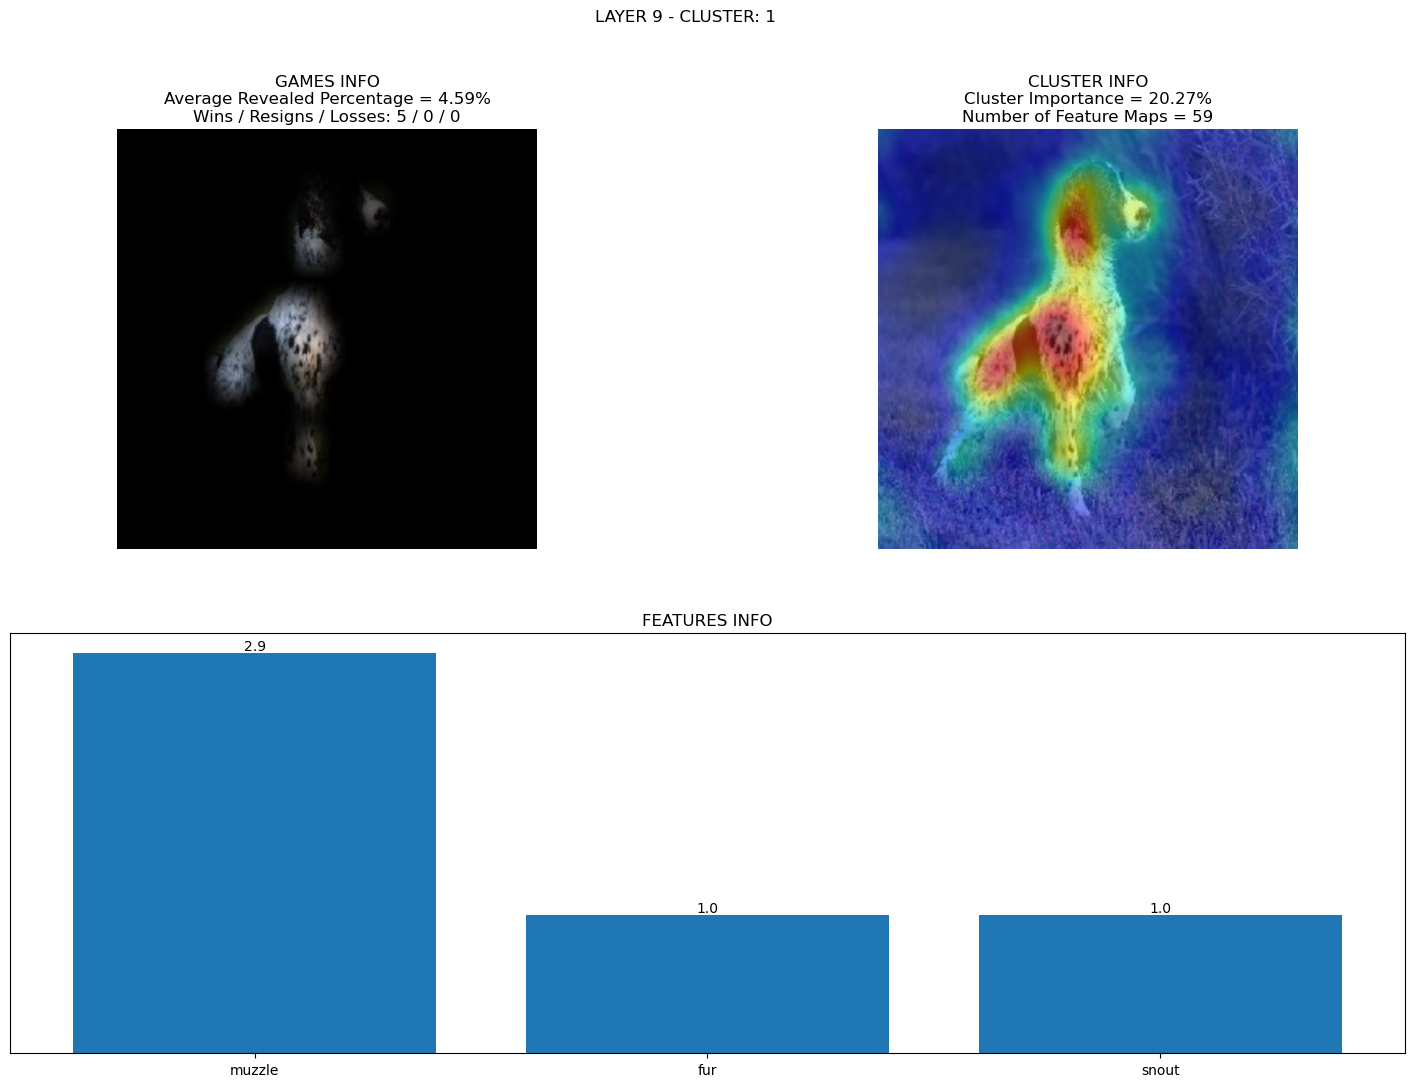 LAYER 9 - CLUSTER: 1
GAMES INFO
Average Revealed Percentage = 4.59%
Wins / Resigns / Losses: 5 / 0 / 0
CLUSTER INFO
Cluster Importance = 20.27%
Number of Feature Maps = 59
FEATURES INFO
2.9
1.0
1.0
muzzle
fur
snout